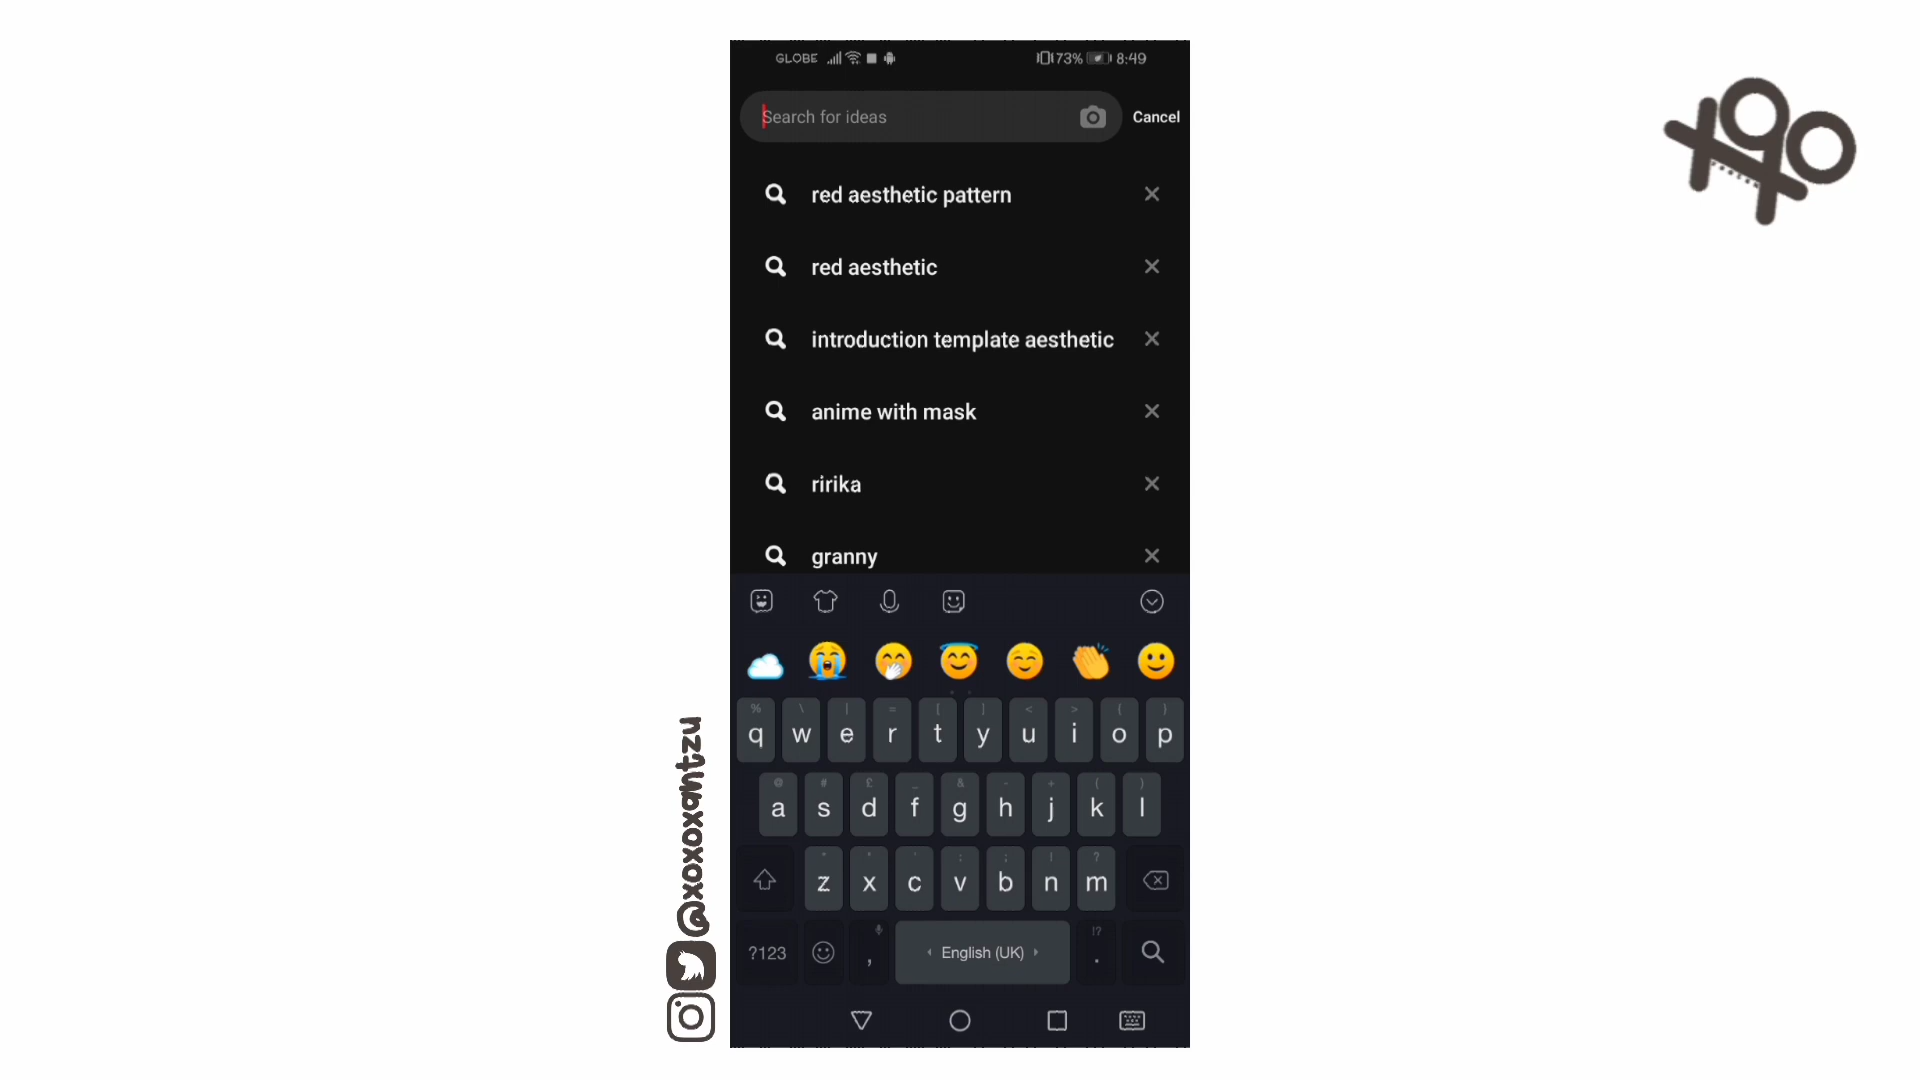 GLOBE 73% 8:49
Search for ideas Cancel
red aesthetic pattern
red aesthetic
introduction template aesthetic
anime with mask
ririka
granny
q w e r t y u i o p
a s d f g h j k l
z x c v b n m
?123 , English (UK) .
@xoxoxantzu